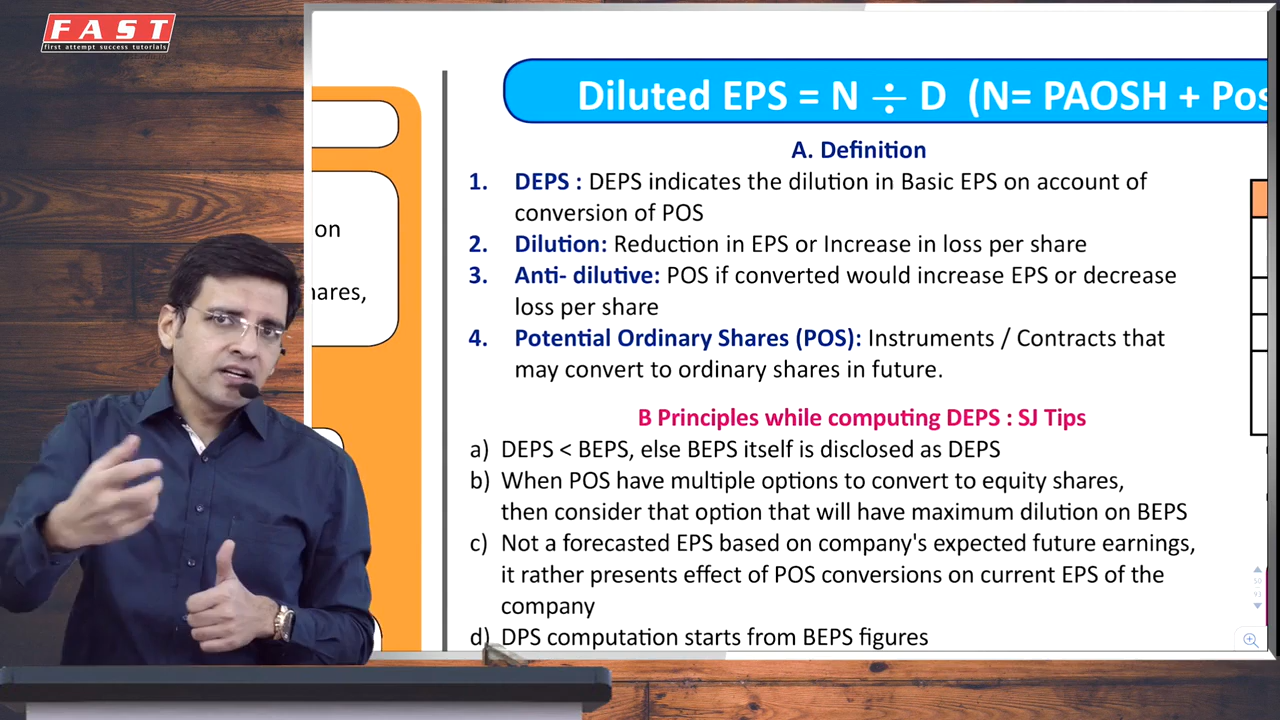 FAST
first attempt success tutorials
on
hares,
Diluted EPS = N ÷ D (N= PAOSH + Pos
A. Definition
1. DEPS : DEPS indicates the dilution in Basic EPS on account of
conversion of POS
2. Dilution: Reduction in EPS or Increase in loss per share
3. Anti- dilutive: POS if converted would increase EPS or decrease
loss per share
4. Potential Ordinary Shares (POS): Instruments / Contracts that
may convert to ordinary shares in future.
B Principles while computing DEPS : SJ Tips
a) DEPS < BEPS, else BEPS itself is disclosed as DEPS
b) When POS have multiple options to convert to equity shares,
then consider that option that will have maximum dilution on BEPS
c) Not a forecasted EPS based on company's expected future earnings,
it rather presents effect of POS conversions on current EPS of the
company
d) DPS computation starts from BEPS figures